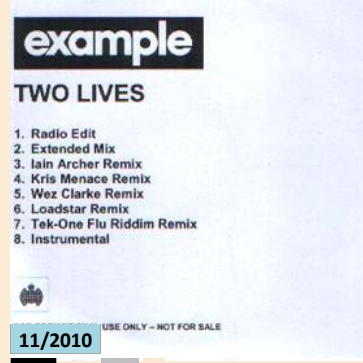 example
TWO LIVES
1. Radio Edit
2. Extended Mix
3. Iain Archer Remix
4. Kris Menace Remix
5. Wez Clarke Remix
6. Loadstar Remix
7. Tek-One Flu Riddim Remix
8. Instrumental
USE ONLY – NOT FOR SALE
11/2010